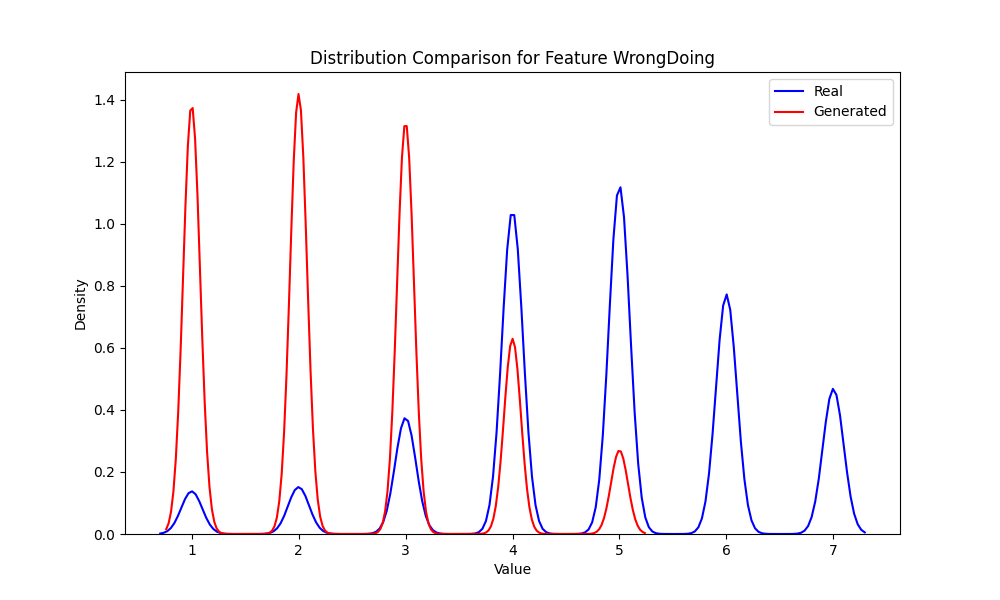 Distribution Comparison for Feature WrongDoing
Real
Generated
Density
1.4
1.2
1.0
0.8
0.6
0.4
0.2
0.0
1 2 3 4 5 6 7
Value